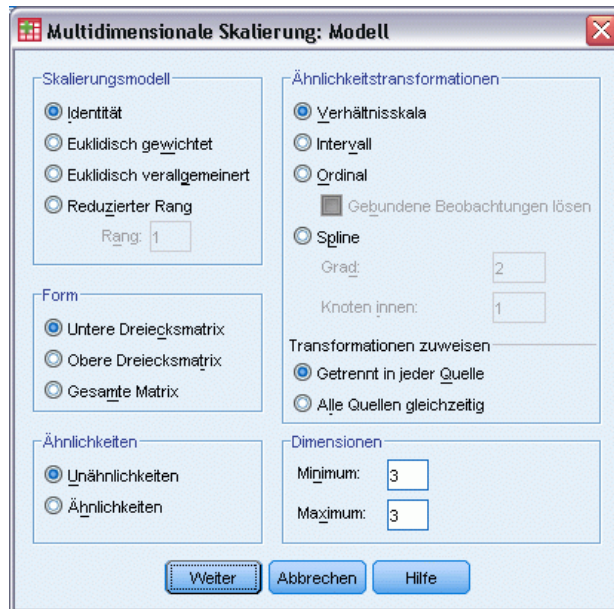 Multidimensionale Skalierung: Modell
Skalierungsmodell
Identität
Euklidisch gewichtet
Euklidisch verallgemeinert
Reduzierter Rang
Rang: 1
Form
Untere Dreiecksmatrix
Obere Dreiecksmatrix
Gesamte Matrix
Ähnlichkeiten
Unähnlichkeiten
Ähnlichkeiten
Ähnlichkeitstransformationen
Verhältnisskala
Intervall
Ordinal
Gebundene Beobachtungen lösen
Spline
Grad: 2
Knoten innen: 1
Transformationen zuweisen
Getrennt in jeder Quelle
Alle Quellen gleichzeitig
Dimensionen
Minimum: 3
Maximum: 3
Weiter Abbrechen Hilfe